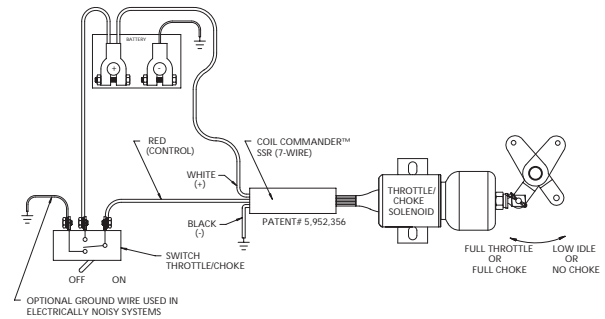 BATTERY
+
-
RED
(CONTROL)
COIL COMMANDER™
SSR (7-WIRE)
WHITE
(+)
THROTTLE/
CHOKE
SOLENOID
BLACK
(-)
PATENT# 5,952,356
SWITCH
THROTTLE/CHOKE
OFF ON
FULL THROTTLE
OR
FULL CHOKE
LOW IDLE
OR
NO CHOKE
OPTIONAL GROUND WIRE USED IN
ELECTRICALLY NOISY SYSTEMS